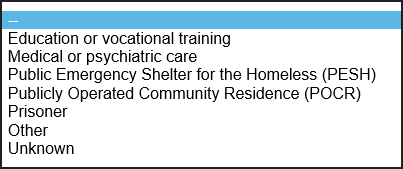 --
Education or vocational training
Medical or psychiatric care
Public Emergency Shelter for the Homeless (PESH)
Publicly Operated Community Residence (POCR)
Prisoner
Other
Unknown